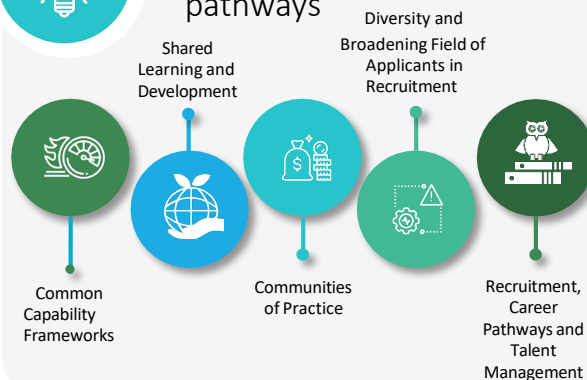 pathways
Shared
Learning and
Development
Diversity and
Broadening Field of
Applicants in
Recruitment
$
Common
Capability
Frameworks
Communities
of Practice
Recruitment,
Career
Pathways and
Talent
Management